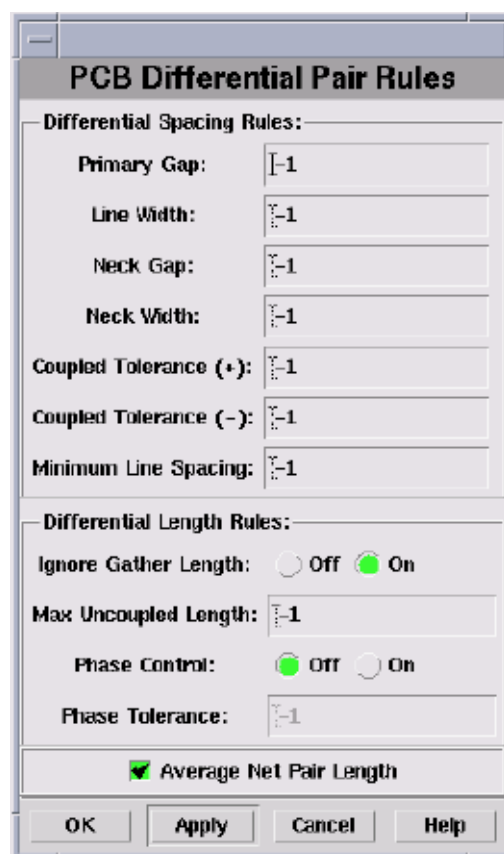 PCB Differential Pair Rules
Differential Spacing Rules:
Primary Gap: -1
Line Width: -1
Neck Gap: -1
Neck Width: -1
Coupled Tolerance (+): -1
Coupled Tolerance (-): -1
Minimum Line Spacing: -1
Differential Length Rules:
Ignore Gather Length: Off On
Max Uncoupled Length: -1
Phase Control: Off On
Phase Tolerance: -1
Average Net Pair Length
OK Apply Cancel Help